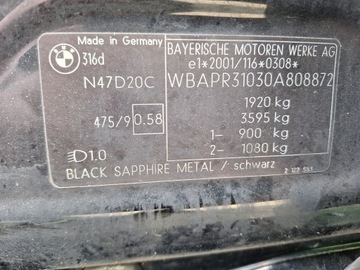 Made in Germany
BAYERISCHE MOTOREN WERKE AG
316d
e1*2001/116*0308*
N47D20C
WBAPR31030A808872
1920 kg
475/9 0.58
3595 kg
1– 900 kg
1.0
2– 1080 kg
BLACK SAPPHIRE METAL / schwarz